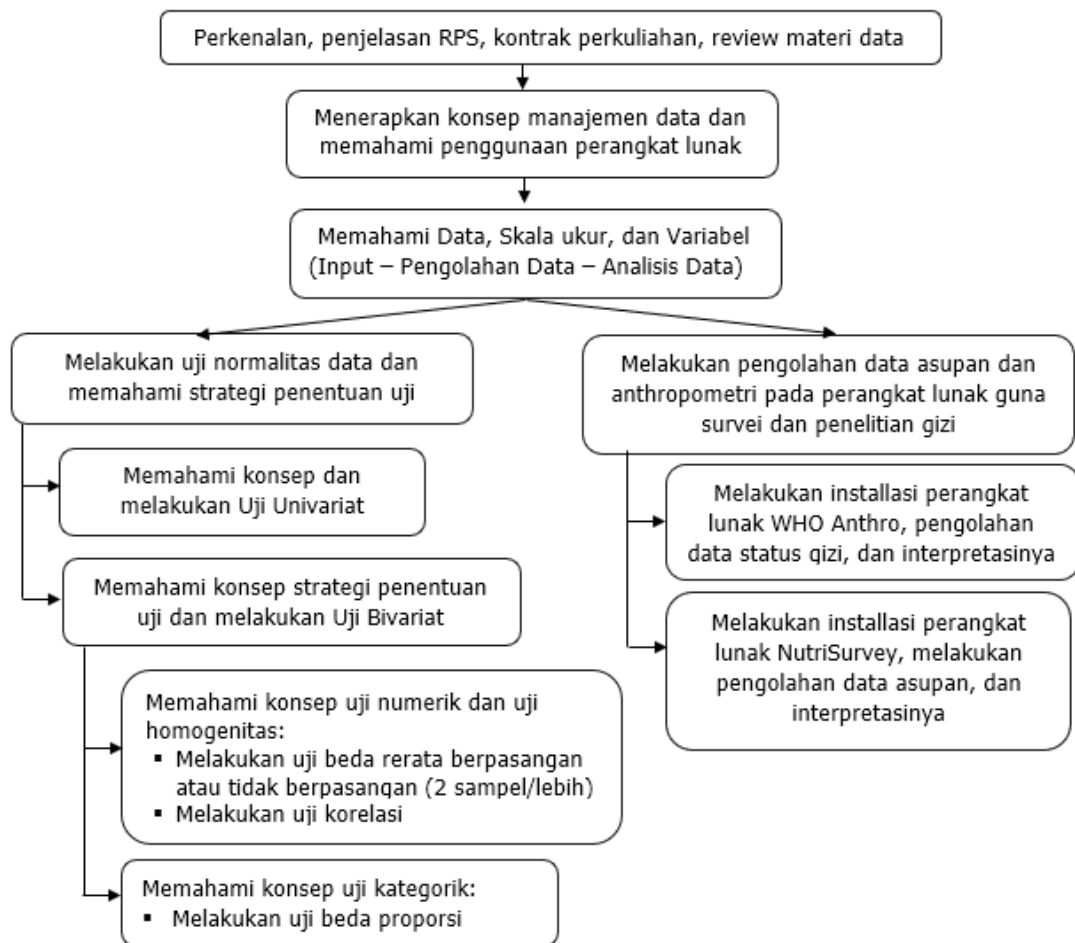 Perkenalan, penjelasan RPS, kontrak perkuliahan, review materi data
Menerapkan konsep manajemen data dan
memahami penggunaan perangkat lunak
Memahami Data, Skala ukur, dan Variabel
(Input – Pengolahan Data – Analisis Data)
Melakukan uji normalitas data dan
memahami strategi penentuan uji
Memahami konsep dan
melakukan Uji Univariat
Memahami konsep strategi penentuan
uji dan melakukan Uji Bivariat
Memahami konsep uji numerik dan uji
homogenitas:
▪ Melakukan uji beda rerata berpasangan
atau tidak berpasangan (2 sampel/lebih)
▪ Melakukan uji korelasi
Memahami konsep uji kategorik:
▪ Melakukan uji beda proporsi
Melakukan pengolahan data asupan dan
anthropometri pada perangkat lunak guna
survei dan penelitian gizi
Melakukan installasi perangkat
lunak WHO Anthro, pengolahan
data status gizi, dan interpretasinya
Melakukan installasi perangkat
lunak NutriSurvey, melakukan
pengolahan data asupan, dan
interpretasinya